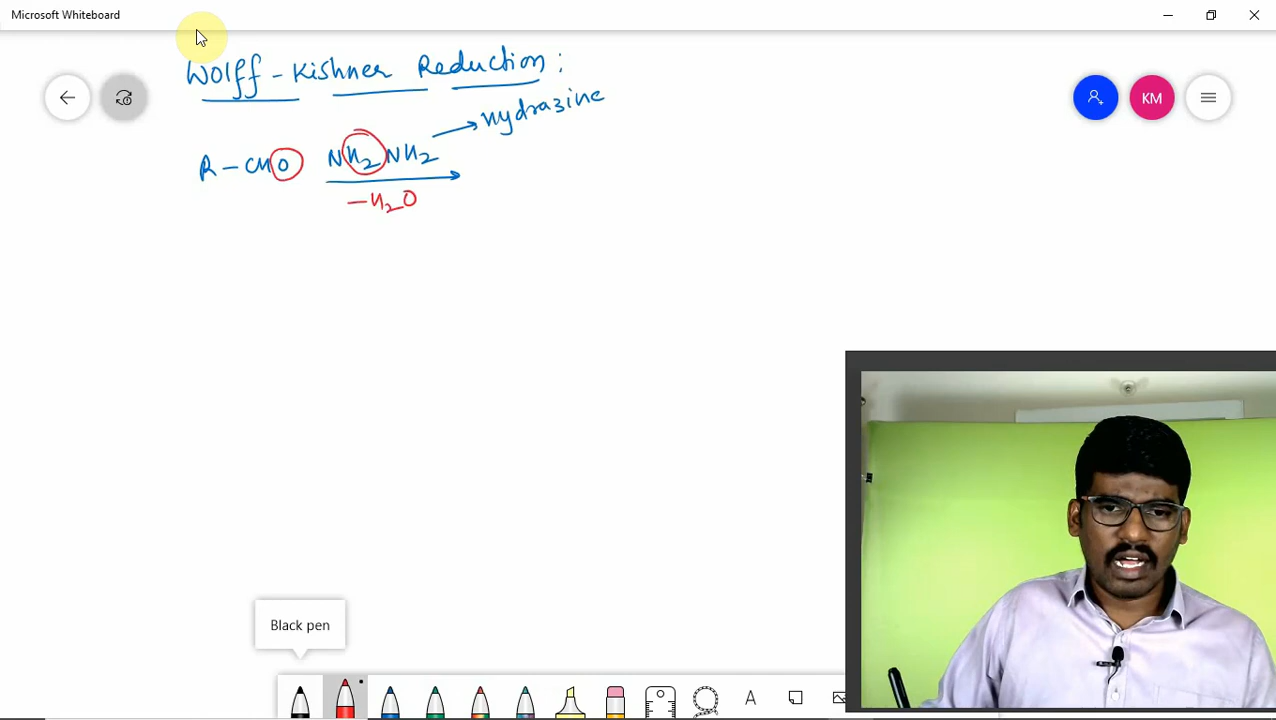 Microsoft Whiteboard
Wolff-Kishner Reduction:
hydrazine
R-CHO NH₂NH₂
-H₂O
KM
Black pen
A